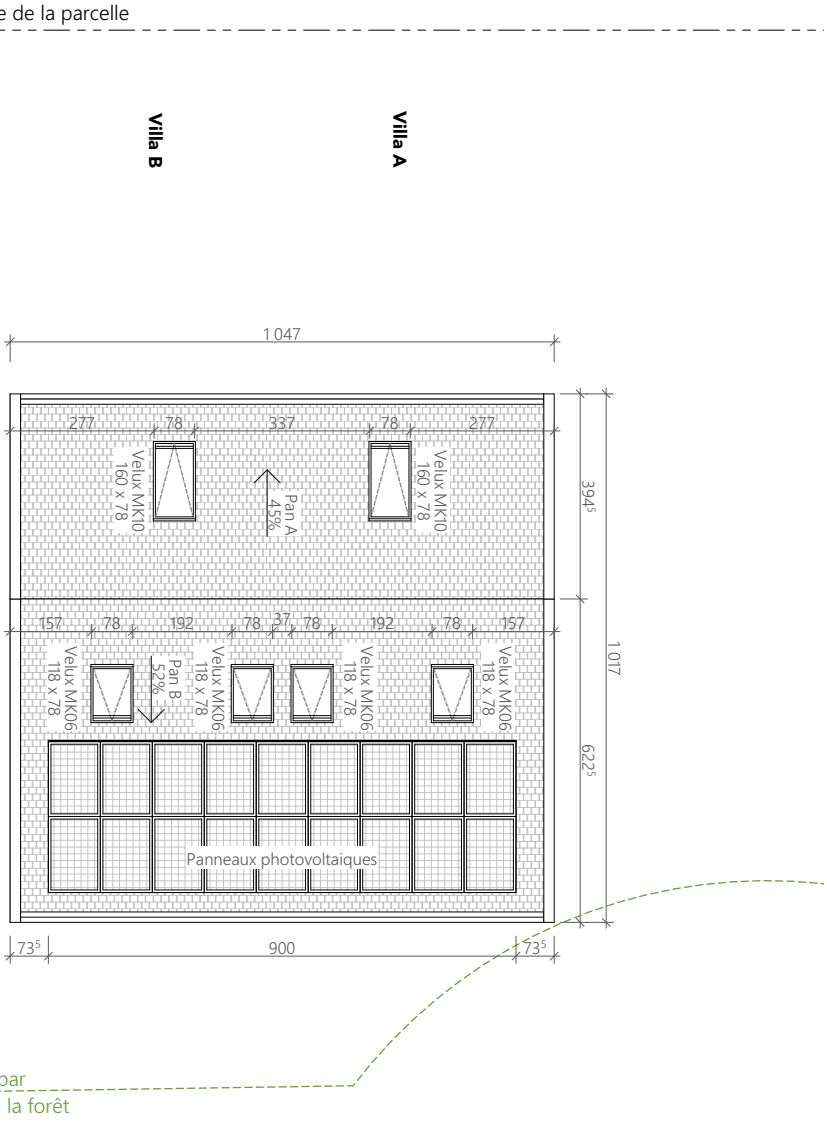 e de la parcelle
Villa B
Villa A
1 047
277
78
337
78
277
Velux MK10
160 x 78
Pan A
45%
Velux MK10
160 x 78
394⁵
157
78
192
78
37
78
192
78
157
Velux MK06
118 x 78
Pan B
52%
Velux MK06
118 x 78
Velux MK06
118 x 78
Velux MK06
118 x 78
1 017
622⁵
Panneaux photovoltaiques
73⁵
900
73⁵
par
la forêt